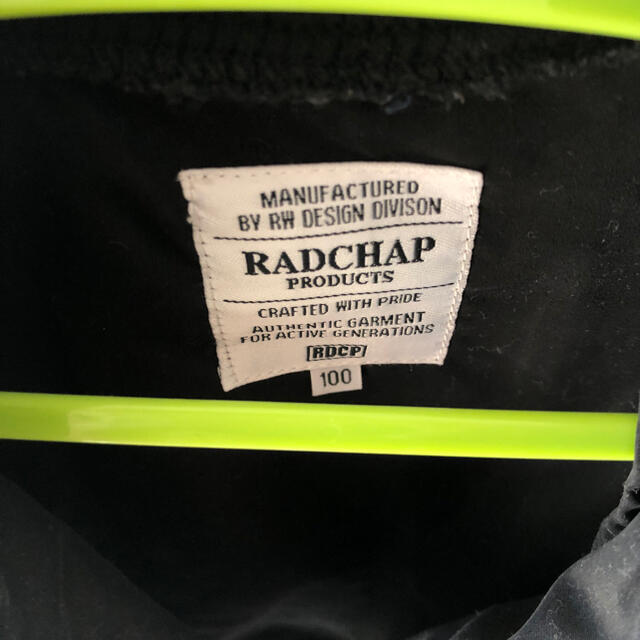 MANUFACTURED
BY RW DESIGN DIVISON
RADCHAP
PRODUCTS
CRAFTED WITH PRIDE
AUTHENTIC GARMENT
FOR ACTIVE GENERATIONS
RDCP
100